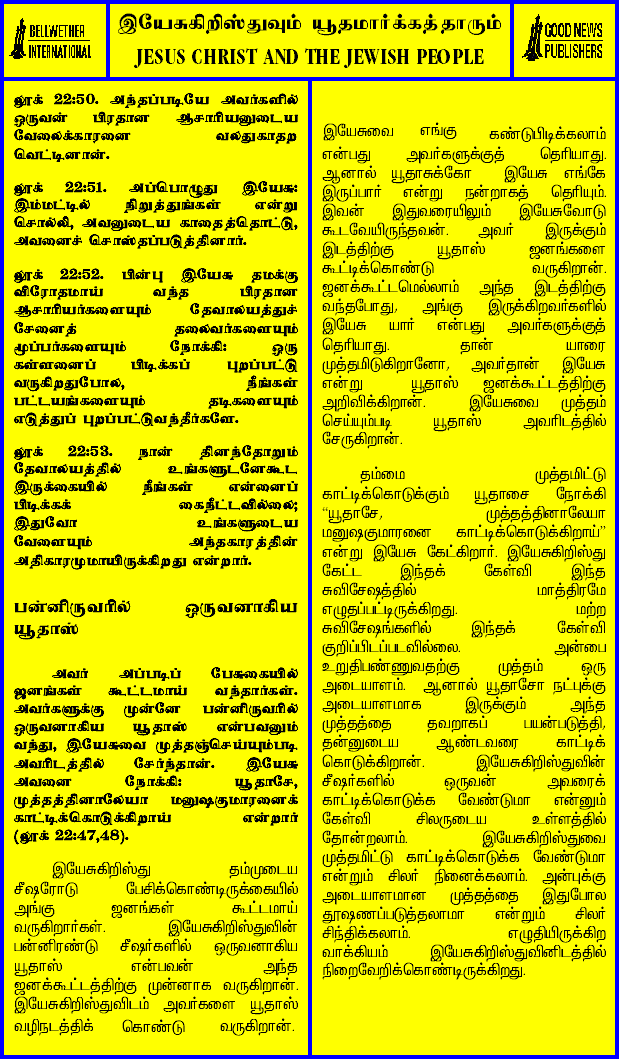 BELLWETHER
INTERNATIONAL
இயேசுகிறிஸ்துவும் யூதமார்க்கத்தாரும்
JESUS CHRIST AND THE JEWISH PEOPLE
GOOD NEWS
PUBLISHERS
லூக் 22:50. அந்தப்படியே அவர்களில்
ஒருவன் பிரதான ஆசாரியனுடைய
வேலைக்காரனை வலதுகாதற
வெட்டினான்.
லூக் 22:51. அப்பொழுது இயேசு:
இம்மட்டில் நிறுத்துங்கள் என்று
சொல்லி, அவனுடைய காதைத்தொட்டு,
அவனைச் சொஸ்தப்படுத்தினார்.
லூக் 22:52. பின்பு இயேசு தமக்கு
விரோதமாய் வந்த பிரதான
ஆசாரியர்களையும் தேவாலயத்துச்
சேனைத் தலைவர்களையும்
மூப்பர்களையும் நோக்கி: ஒரு
கள்ளனைப் பிடிக்கப் புறப்பட்டு
வருகிறதுபோல, நீங்கள்
பட்டயங்களையும் தடிகளையும்
எடுத்துப் புறப்பட்டுவந்தீர்களே.
லூக் 22:53. நான் தினந்தோறும்
தேவாலயத்தில் உங்களுடனேகூட
இருக்கையில் நீங்கள் என்னைப்
பிடிக்கக் கைநீட்டவில்லை;
இதுவோ உங்களுடைய
வேளையும் அந்தகாரத்தின்
அதிகாரமுமாயிருக்கிறது என்றார்.
பன்னிருவரில் ஒருவனாகிய
யூதாஸ்
அவர் அப்படிப் பேசுகையில்
ஜனங்கள் கூட்டமாய் வந்தார்கள்.
அவர்களுக்கு முன்னே பன்னிருவரில்
ஒருவனாகிய யூதாஸ் என்பவனும்
வந்து, இயேசுவை முத்தஞ்செய்யும்படி
அவரிடத்தில் சேர்ந்தான். இயேசு
அவனை நோக்கி: யூதாசே,
முத்தத்தினாலேயா மனுஷகுமாரனைக்
காட்டிக்கொடுக்கிறாய் என்றார்
(லூக் 22:47,48).
இயேசுகிறிஸ்து தம்முடைய
சீஷரோடு பேசிக்கொண்டிருக்கையில்
அங்கு ஜனங்கள் கூட்டமாய்
வருகிறார்கள். இயேசுகிறிஸ்துவின்
பன்னிரண்டு சீஷர்களில் ஒருவனாகிய
யூதாஸ் என்பவன் அந்த
ஜனக்கூட்டத்திற்கு முன்னாக வருகிறான்.
இயேசுகிறிஸ்துவிடம் அவர்களை யூதாஸ்
வழிநடத்திக் கொண்டு வருகிறான்.
இயேசுவை எங்கு கண்டுபிடிக்கலாம்
என்பது அவர்களுக்குத் தெரியாது.
ஆனால் யூதாசுக்கோ இயேசு எங்கே
இருப்பார் என்று நன்றாகத் தெரியும்.
இவன் இதுவரையிலும் இயேசுவோடு
கூடவேயிருந்தவன். அவர் இருக்கும்
இடத்திற்கு யூதாஸ் ஜனங்களை
கூட்டிக்கொண்டு வருகிறான்.
ஜனக்கூட்டமெல்லாம் அந்த இடத்திற்கு
வந்தபோது, அங்கு இருக்கிறவர்களில்
இயேசு யார் என்பது அவர்களுக்குத்
தெரியாது. தான் யாரை
முத்தமிடுகிறானோ, அவர்தான் இயேசு
என்று யூதாஸ் ஜனக்கூட்டத்திற்கு
அறிவிக்கிறான். இயேசுவை முத்தம்
செய்யும்படி யூதாஸ் அவரிடத்தில்
சேருகிறான்.
தம்மை முத்தமிட்டு
காட்டிக்கொடுக்கும் யூதாசை நோக்கி
“யூதாசே, முத்தத்தினாலேயோ
மனுஷகுமாரனை காட்டிக்கொடுக்கிறாய்”
என்று இயேசு கேட்கிறார். இயேசுகிறிஸ்து
கேட்ட இந்தக் கேள்வி இந்த
சுவிசேஷத்தில் மாத்திரமே
எழுதப்பட்டிருக்கிறது. மற்ற
சுவிசேஷங்களில் இந்தக் கேள்வி
குறிப்பிடப்படவில்லை. அன்பை
உறுதிபண்ணுவதற்கு முத்தம் ஒரு
அடையாளம். ஆனால் யூதாசோ நட்புக்கு
அடையாளமாக இருக்கும் அந்த
முத்தத்தை தவறாகப் பயன்படுத்தி,
தன்னுடைய ஆண்டவரை காட்டிக்
கொடுக்கிறான். இயேசுகிறிஸ்துவின்
சீஷர்களில் ஒருவன் அவரைக்
காட்டிக்கொடுக்க வேண்டுமா என்னும்
கேள்வி சிலருடைய உள்ளத்தில்
தோன்றலாம். இயேசுகிறிஸ்துவை
முத்தமிட்டு காட்டிக்கொடுக்க வேண்டுமா
என்றும் சிலர் நினைக்கலாம். அன்புக்கு
அடையாளமான முத்தத்தை இதுபோல
தூஷணப்படுத்தலாமா என்றும் சிலர்
சிந்திக்கலாம். எழுதியிருக்கிற
வாக்கியம் இயேசுகிறிஸ்துவினிடத்தில்
நிறைவேறிக்கொண்டிருக்கிறது.